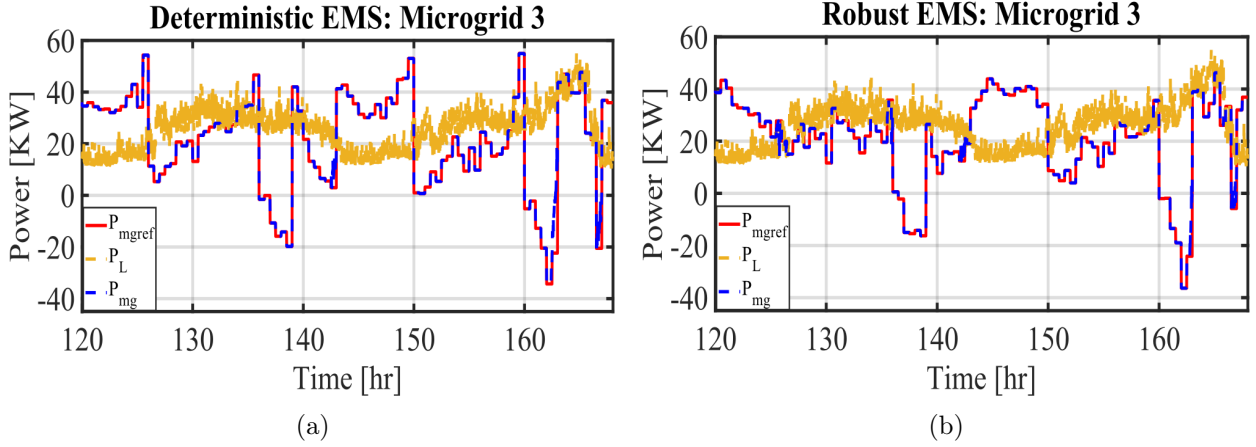 Deterministic EMS: Microgrid 3
Power [KW]
60
40
20
0
-20
-40
P_mgref
P_L
P_mg
120 130 140 150 160
Time [hr]
(a)
Robust EMS: Microgrid 3
Power [KW]
60
40
20
0
-20
-40
P_mgref
P_L
P_mg
120 130 140 150 160
Time [hr]
(b)